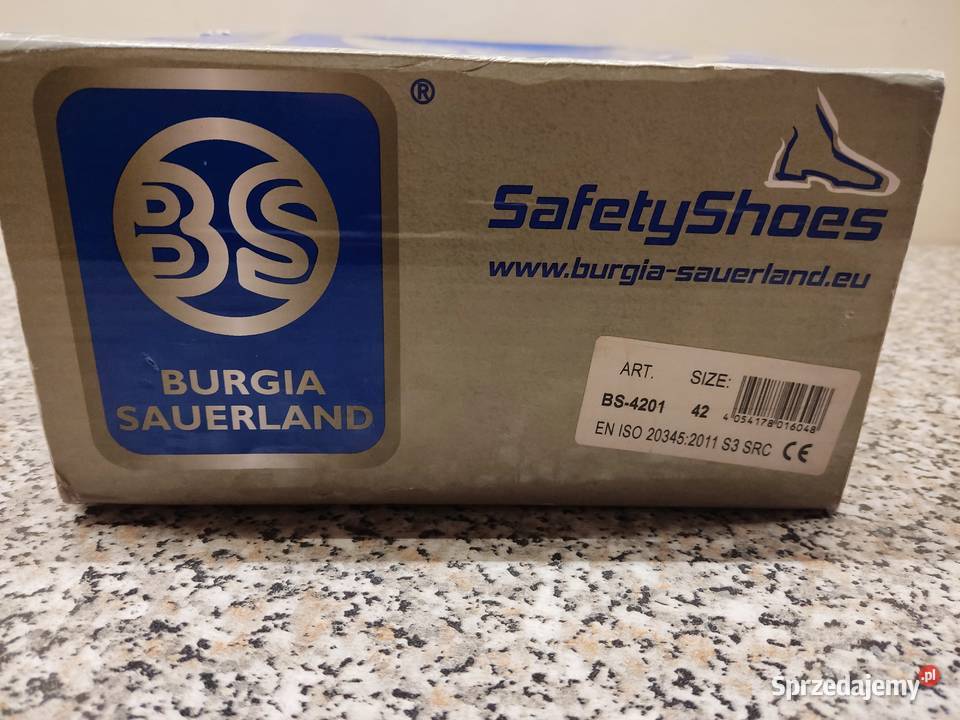 BS
®
BURGIA
SAUERLAND
SafetyShoes
www.burgia-sauerland.eu
ART. SIZE:
BS-4201 42
4 054178 016048
EN ISO 20345:2011 S3 SRC CE
Sprzedajemy.pl